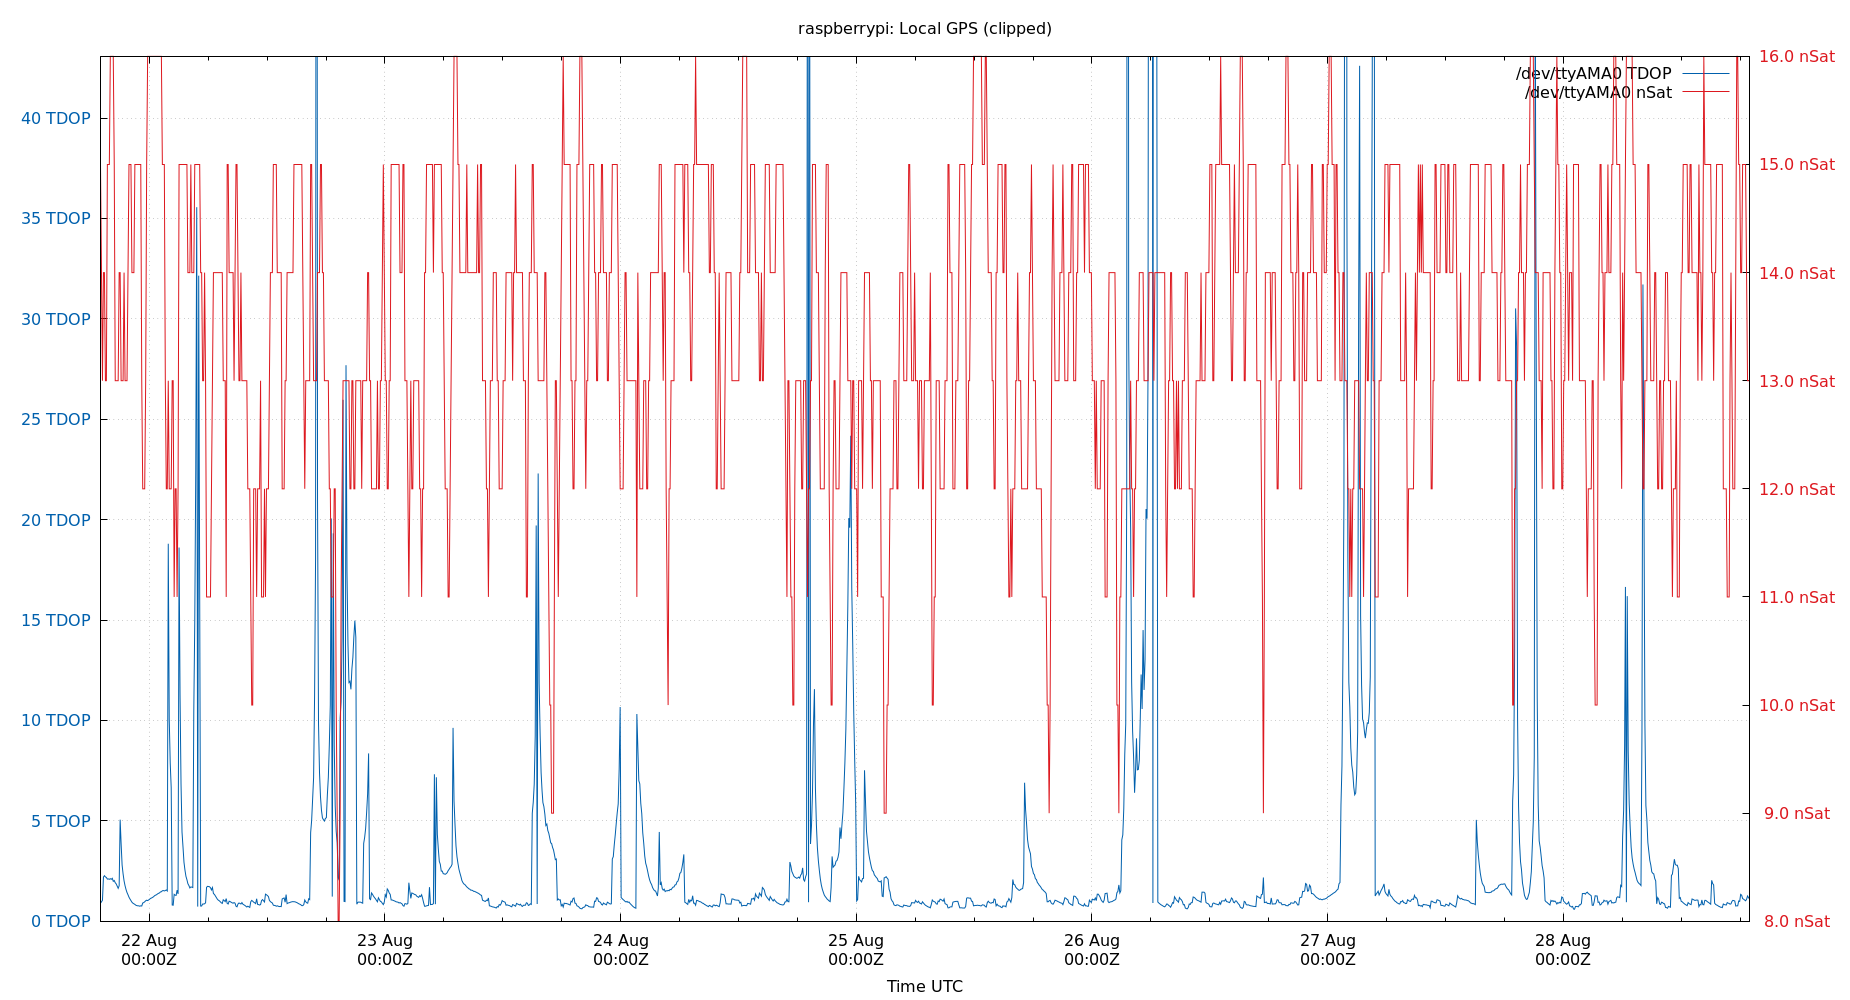 raspberrypi: Local GPS (clipped)
/dev/ttyAMA0 TDOP
/dev/ttyAMA0 nSat
40 TDOP
35 TDOP
30 TDOP
25 TDOP
20 TDOP
15 TDOP
10 TDOP
5 TDOP
0 TDOP
16.0 nSat
15.0 nSat
14.0 nSat
13.0 nSat
12.0 nSat
11.0 nSat
10.0 nSat
9.0 nSat
8.0 nSat
22 Aug
00:00Z
23 Aug
00:00Z
24 Aug
00:00Z
25 Aug
00:00Z
26 Aug
00:00Z
27 Aug
00:00Z
28 Aug
00:00Z
Time UTC